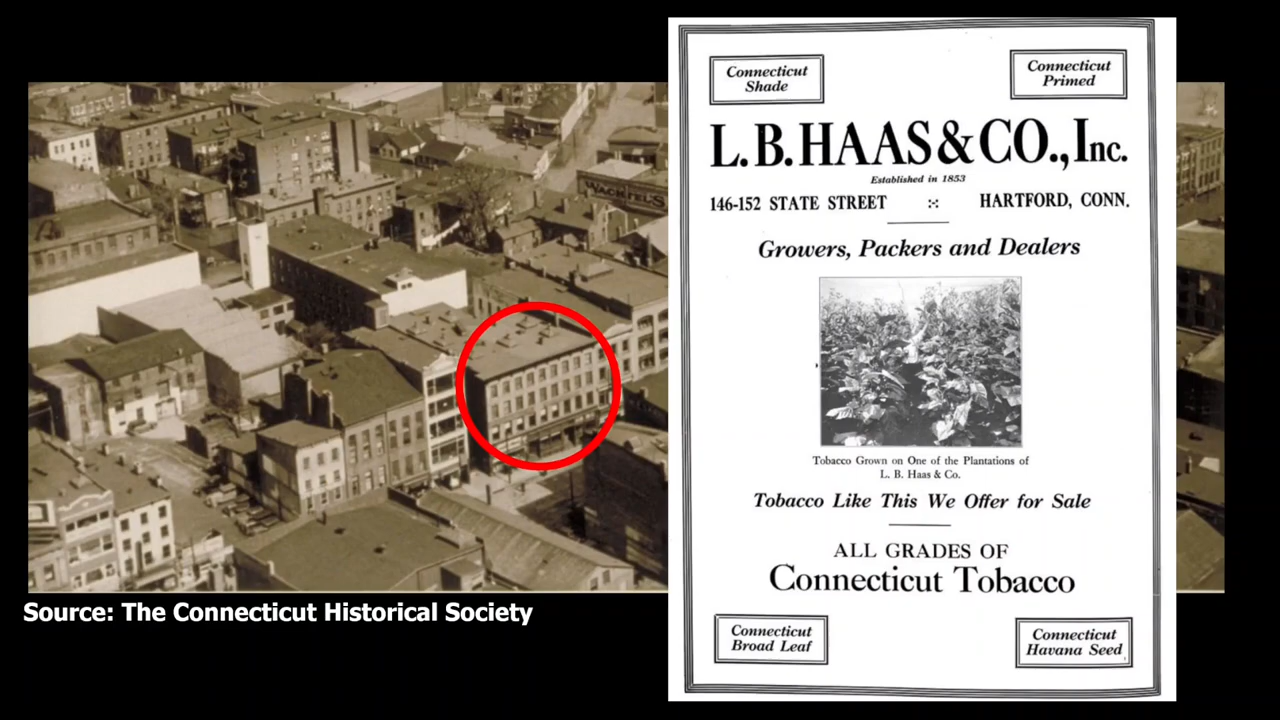 WACHTEL'S
Connecticut
Shade
Connecticut
Primed
L. B. HAAS & CO., Inc.
Established in 1853
146-152 STATE STREET :-: HARTFORD, CONN.
Growers, Packers and Dealers
Tobacco Grown on One of the Plantations of
L. B. Haas & Co.
Tobacco Like This We Offer for Sale
ALL GRADES OF
Connecticut Tobacco
Connecticut
Broad Leaf
Connecticut
Havana Seed
Source: The Connecticut Historical Society